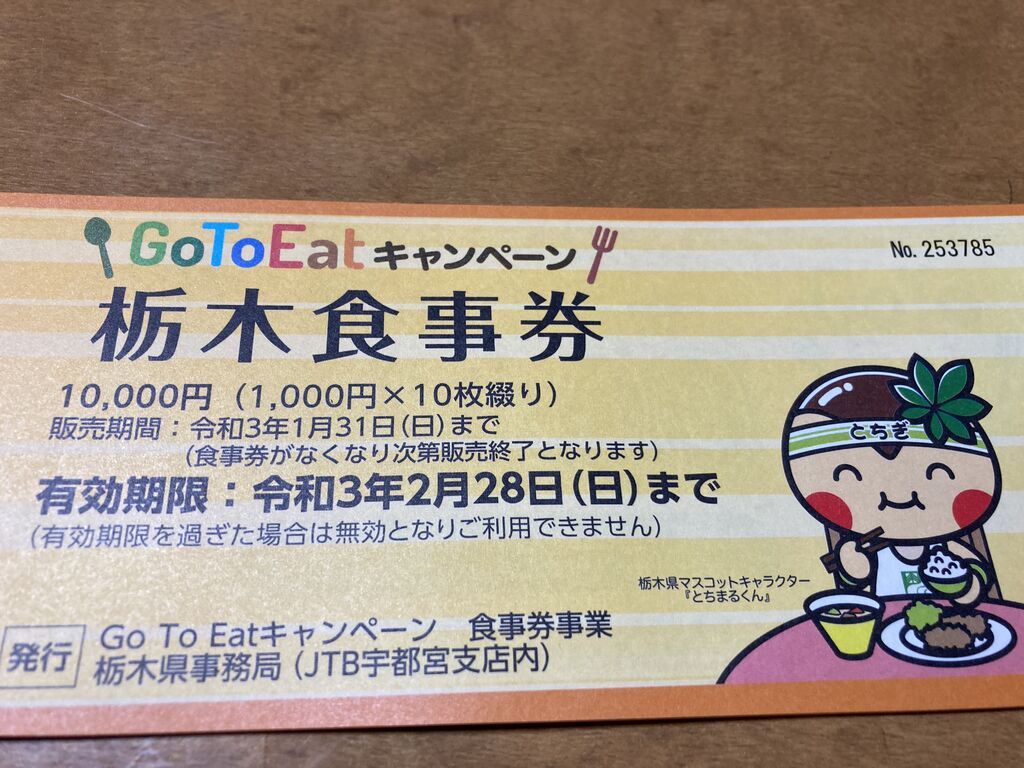 GoToEatキャンペーン
No. 253785
栃木食事券
10,000円（1,000円×10枚綴り）
販売期間：令和3年1月31日（日）まで
（食事券がなくなり次第販売終了となります）
有効期限：令和3年2月28日（日）まで
（有効期限を過ぎた場合は無効となりご利用できません）
とちぎ
栃木県マスコットキャラクター
『とちまるくん』
発行
Go To Eatキャンペーン　食事券事業
栃木県事務局（JTB宇都宮支店内）